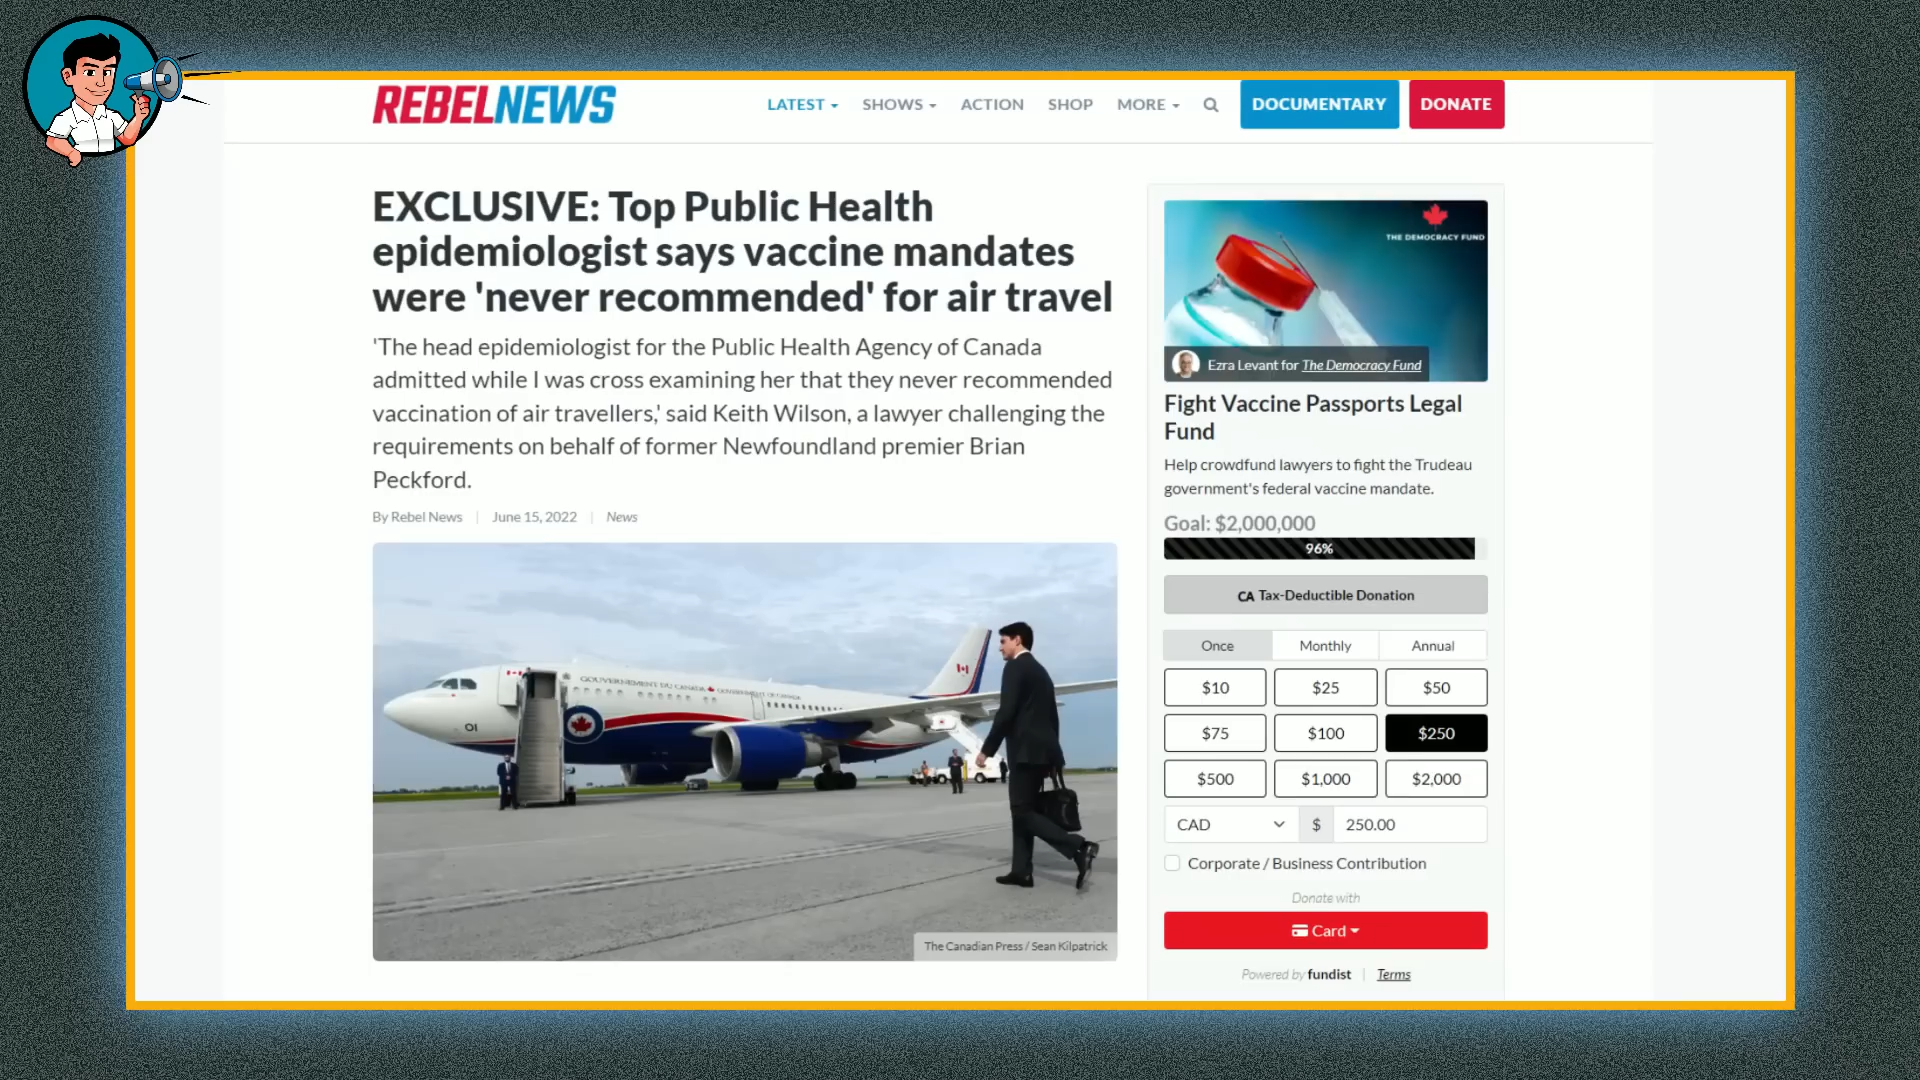 REBELNEWS
LATEST SHOWS ACTION SHOP MORE DOCUMENTARY DONATE
EXCLUSIVE: Top Public Health
epidemiologist says vaccine mandates
were 'never recommended' for air travel
'The head epidemiologist for the Public Health Agency of Canada
admitted while I was cross examining her that they never recommended
vaccination of air travellers,' said Keith Wilson, a lawyer challenging the
requirements on behalf of former Newfoundland premier Brian
Peckford.
By Rebel News | June 15, 2022 | News
GOUVERNEMENT DU CANADA GOVERNMENT OF CANADA
01
The Canadian Press / Sean Kilpatrick
THE DEMOCRACY FUND
Ezra Levant for The Democracy Fund
Fight Vaccine Passports Legal
Fund
Help crowdfund lawyers to fight the Trudeau
government's federal vaccine mandate.
Goal: $2,000,000
96%
CA Tax-Deductible Donation
Once Monthly Annual
$10 $25 $50
$75 $100 $250
$500 $1,000 $2,000
CAD $ 250.00
Corporate / Business Contribution
Donate with
Card
Powered by fundist | Terms